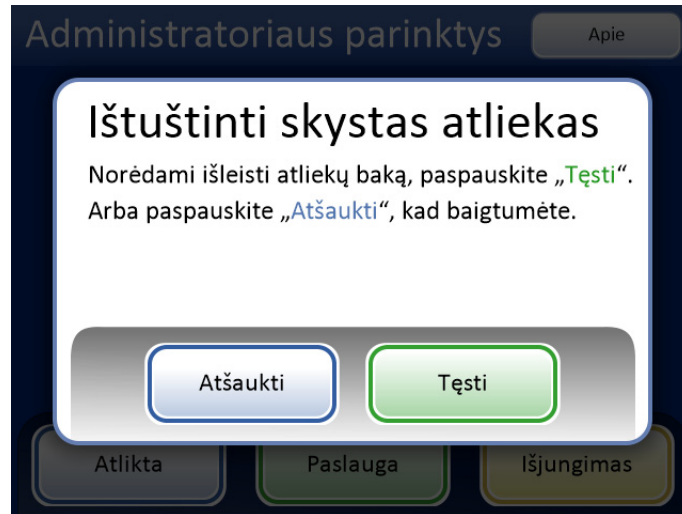 Administratoriaus parinktys
Apie
Ištuštinti skystas atliekas
Norėdami išleisti atliekų baką, paspauskite „Tęsti“.
Arba paspauskite „Atšaukti“, kad baigtumėte.
Atšaukti
Tęsti
Atlikta
Paslauga
Išjungimas